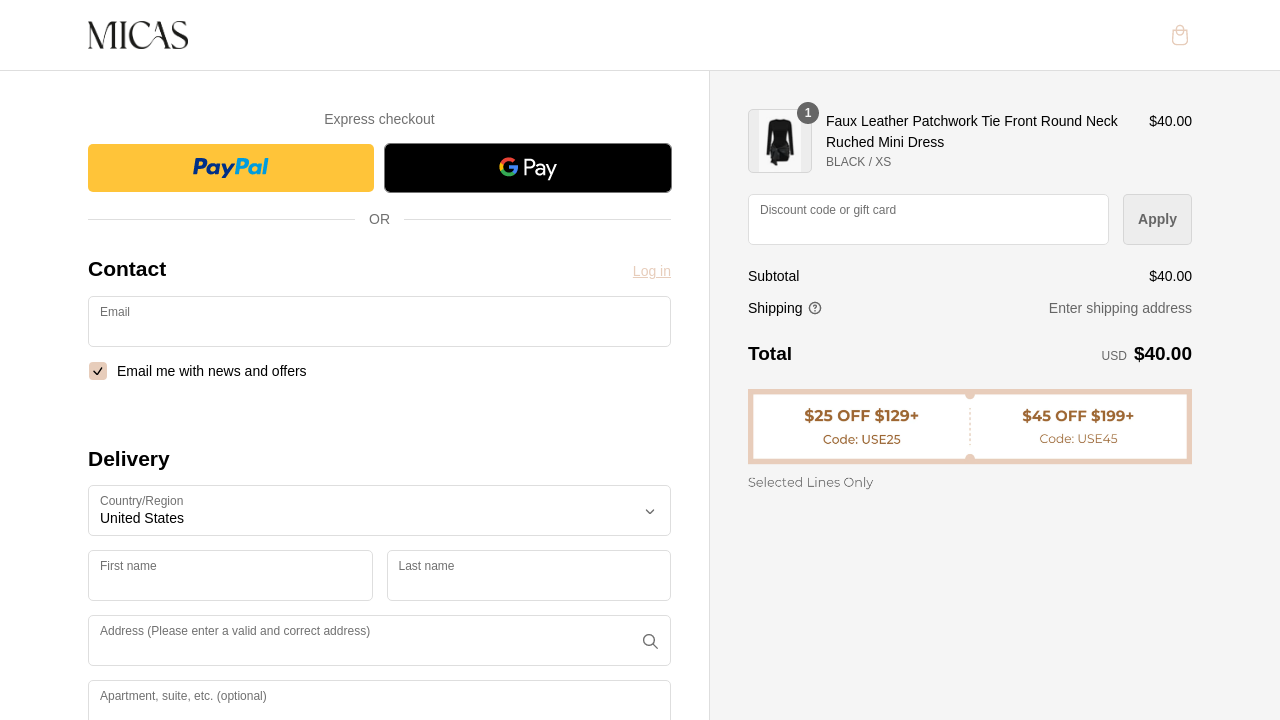 MICAS
Express checkout
PayPal
G Pay
OR
Contact
Log in
Email
Email me with news and offers
Delivery
Country/Region
United States
First name
Last name
Address (Please enter a valid and correct address)
Apartment, suite, etc. (optional)
1
Faux Leather Patchwork Tie Front Round Neck
Ruched Mini Dress
BLACK / XS
$40.00
Discount code or gift card
Apply
Subtotal
$40.00
Shipping
Enter shipping address
Total
USD $40.00
$25 OFF $129+
Code: USE25
$45 OFF $199+
Code: USE45
Selected Lines Only